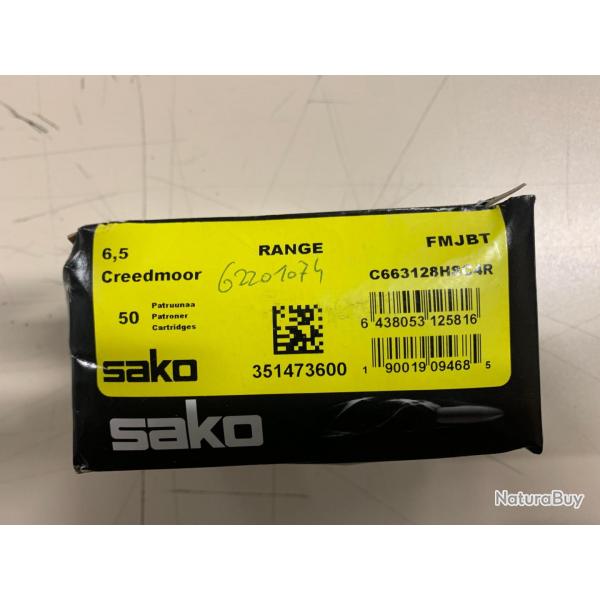 6,5 RANGE FMJBT
Creedmoor 62201074 C663128HSC4R
50 Patruunaa
Patroner
Cartridges
6 438053 125816
sako 351473600 1 90019 09468 5
sako
NaturaBuy